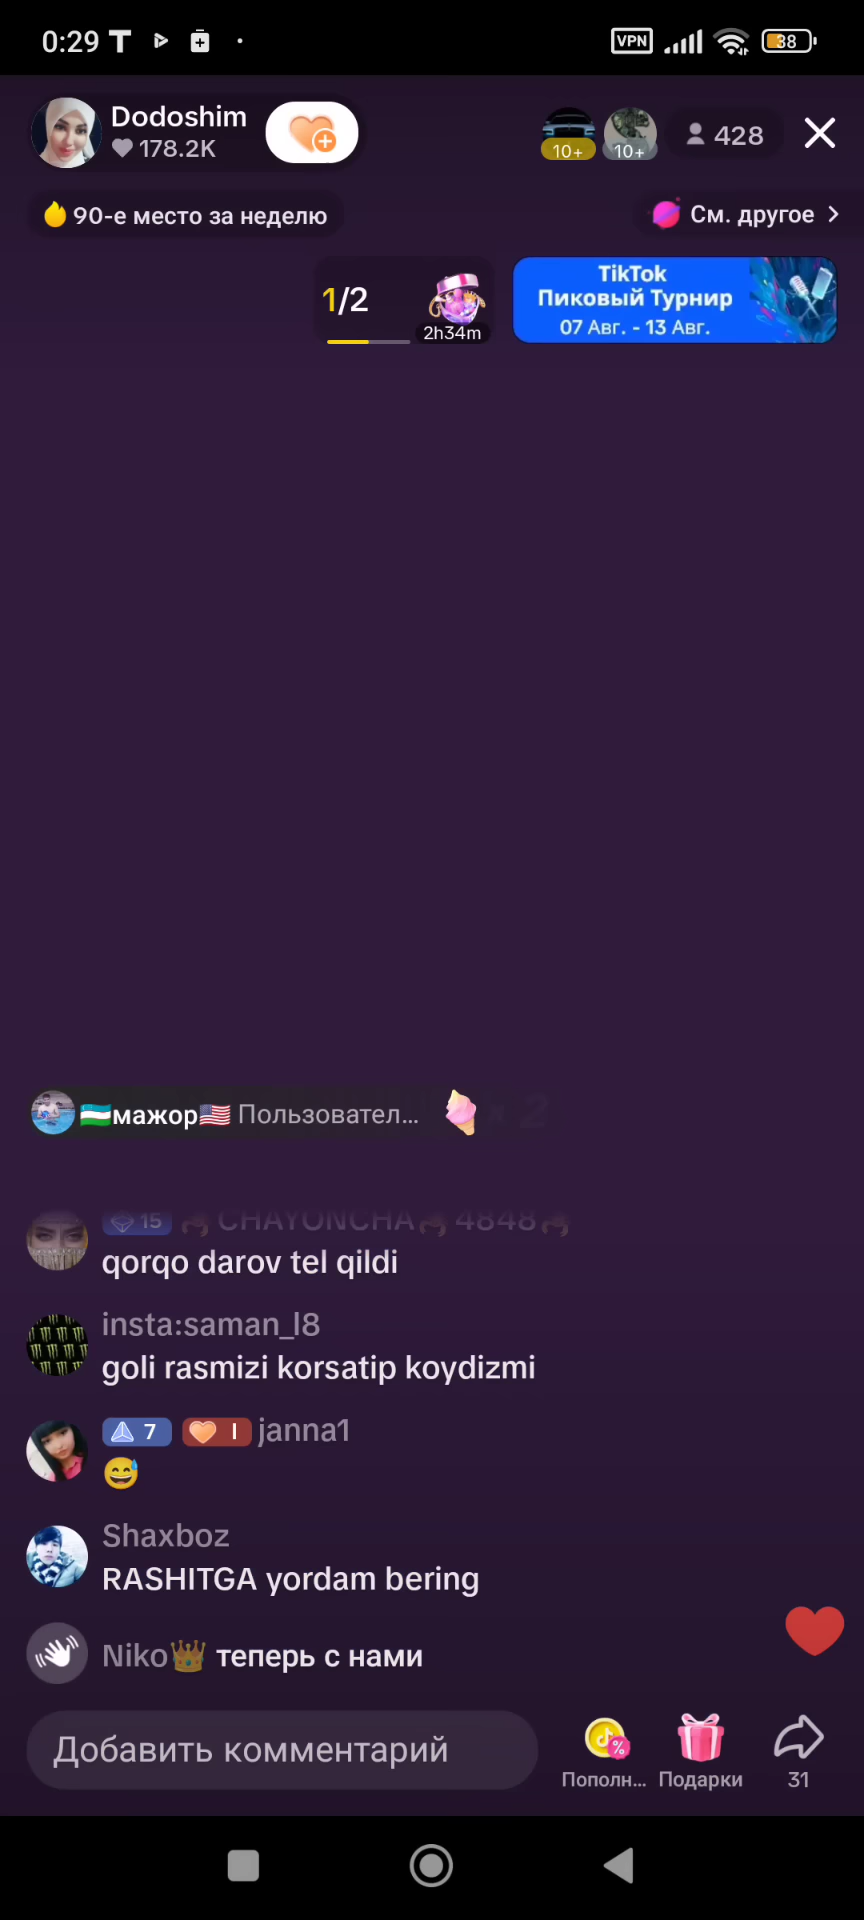 0:29
VPN
38
Dodoshim
178.2K
10+
10+
428
90-е место за неделю
См. другое
1/2
2h34m
TikTok
Пиковый Турнир
07 Авг. - 13 Авг.
мажор
Пользовател...
× 2
15 CHAYONCHA 4848
qorqo darov tel qildi
insta:saman_l8
goli rasmizi korsatip koydizmi
7 I janna1
Shaxboz
RASHITGA yordam bering
Niko теперь с нами
Добавить комментарий
Пополн...
Подарки
31